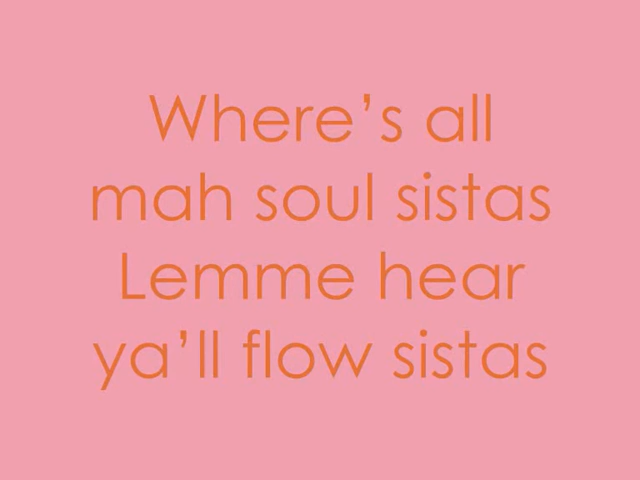 Where’s all
mah soul sistas
Lemme hear
ya’ll flow sistas